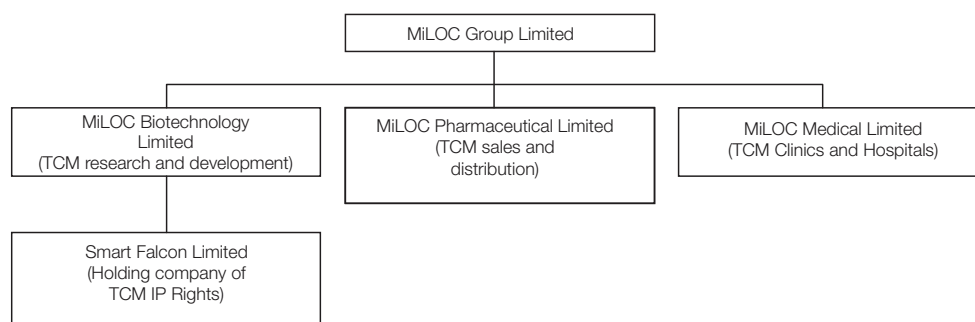 MiLOC Group Limited
MiLOC Biotechnology
Limited
(TCM research and development)
MiLOC Pharmaceutical Limited
(TCM sales and
distribution)
MiLOC Medical Limited
(TCM Clinics and Hospitals)
Smart Falcon Limited
(Holding company of
TCM IP Rights)